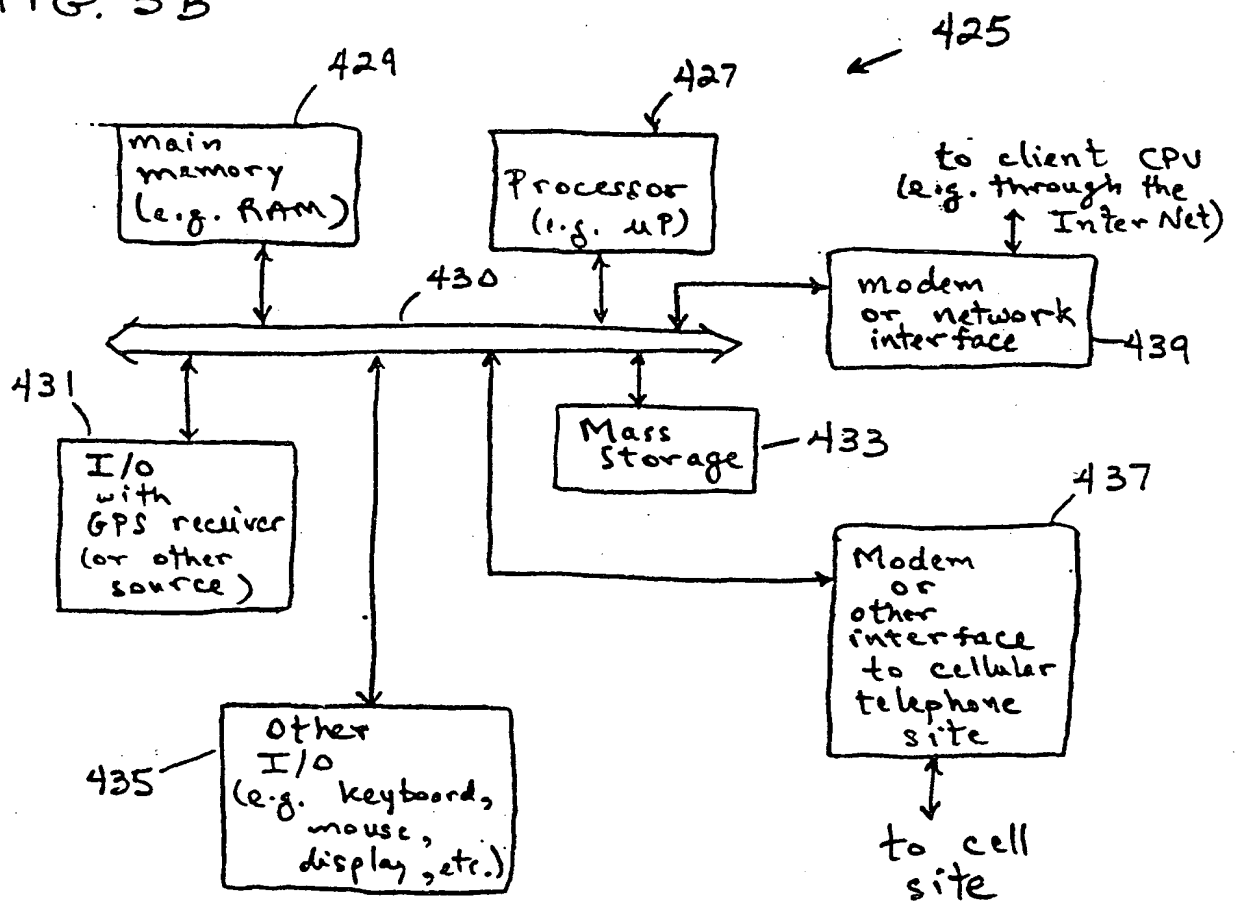 FIG. 5B
425
429
427
main
memory
(e.g. RAM)
Processor
(e.g. μP)
to client CPU
(e.g. through the
InterNet)
430
modem
or network
interface
439
431
I/O
with
GPS receiver
(or other
source)
Mass
Storage
433
437
Modem
or
other
interface
to cellular
telephone
site
435
Other
I/O
(e.g. keyboard,
mouse,
display, etc.)
to cell
site